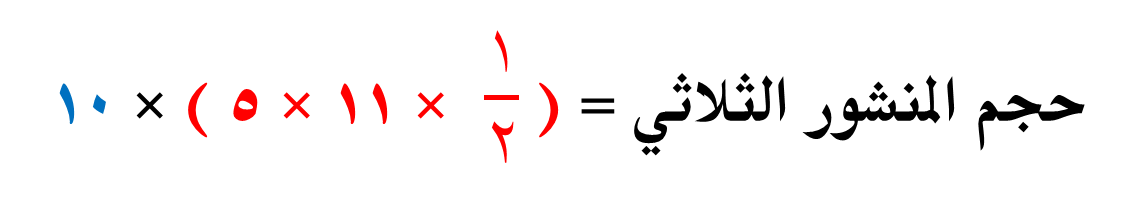 حجم المنشور الثلاثي = ( ١/٢ × ١١ × ٥ ) × ١٠